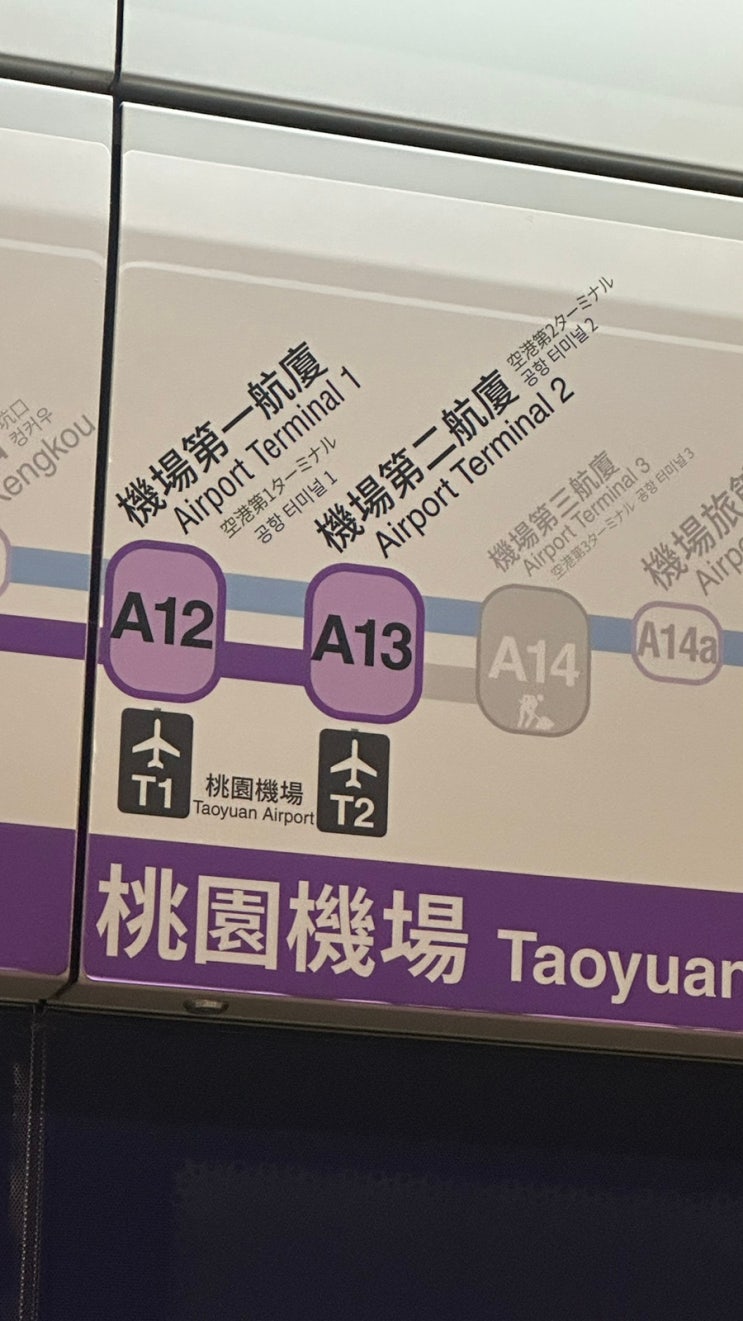 坑口
컹커우
Kengkou
機場第一航廈
Airport Terminal 1
空港第1ターミナル
공항 터미널 1
機場第二航廈
Airport Terminal 2
空港第2ターミナル
공항 터미널 2
機場第三航廈
Airport Terminal 3
空港第3ターミナル 공항 터미널 3
機場旅
A12
A13
A14
A14a
T1
桃園機場
Taoyuan Airport
T2
桃園機場 Taoyuan